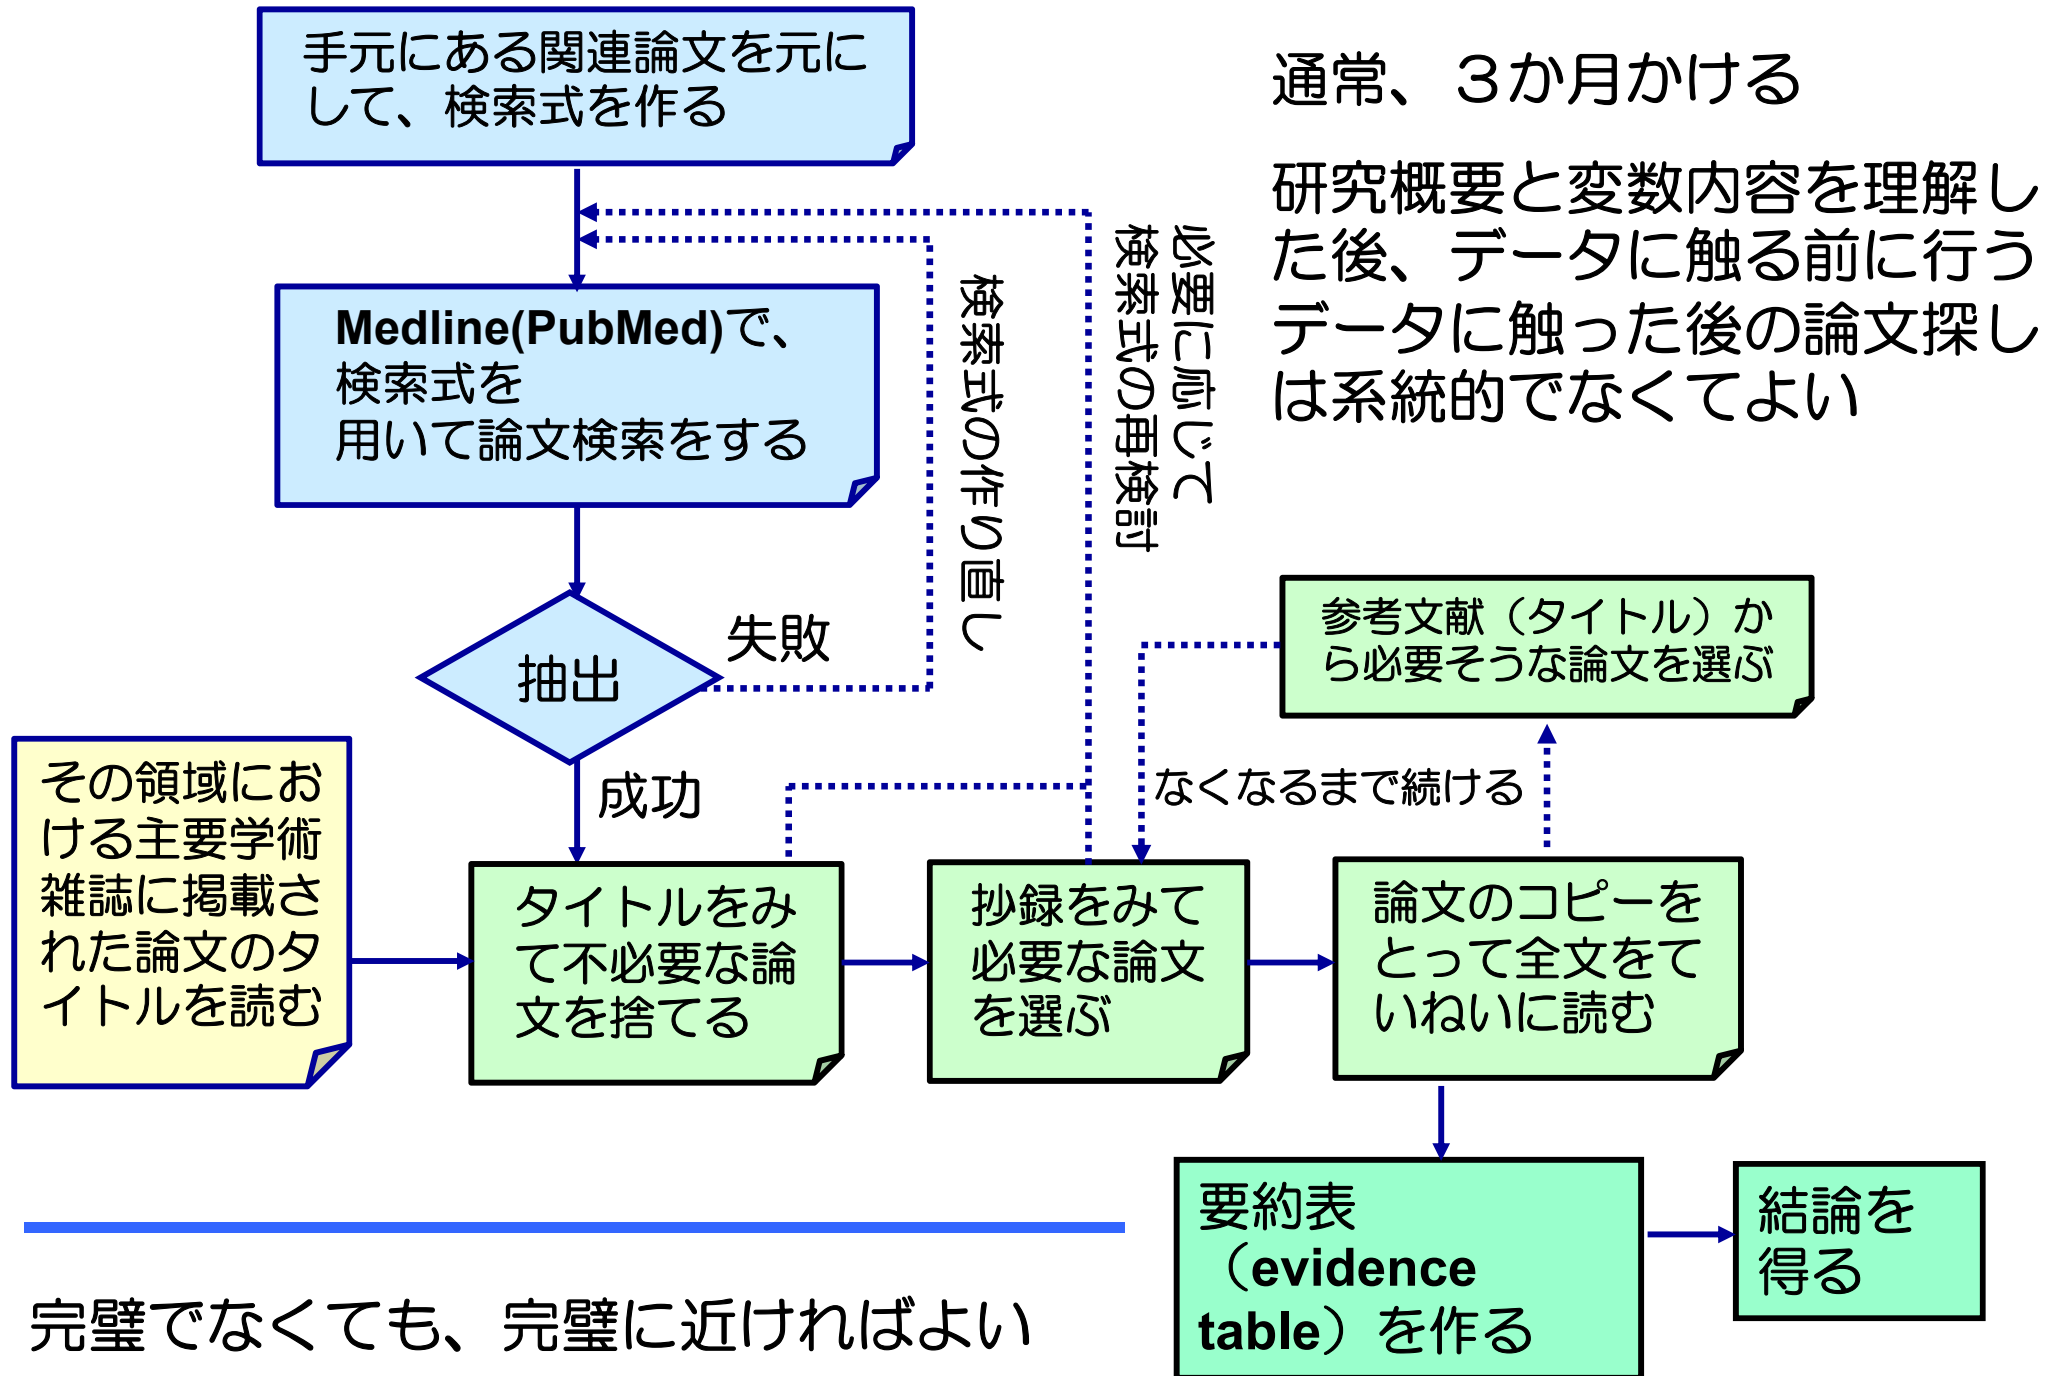 手元にある関連論文を元に
して、検索式を作る
通常、３か月かける
研究概要と変数内容を理解し
た後、データに触る前に行う
データに触った後の論文探し
は系統的でなくてよい
Medline(PubMed)で、
検索式を
用いて論文検索をする
検索式の作り直し
必要に応じて
検索式の再検討
抽出
失敗
成功
参考文献（タイトル）か
ら必要そうな論文を選ぶ
なくなるまで続ける
その領域にお
ける主要学術
雑誌に掲載さ
れた論文のタ
イトルを読む
タイトルをみ
て不必要な論
文を捨てる
抄録をみて
必要な論文
を選ぶ
論文のコピーを
とって全文をて
いねいに読む
要約表
（evidence
table）を作る
結論を
得る
完璧でなくても、完璧に近ければよい